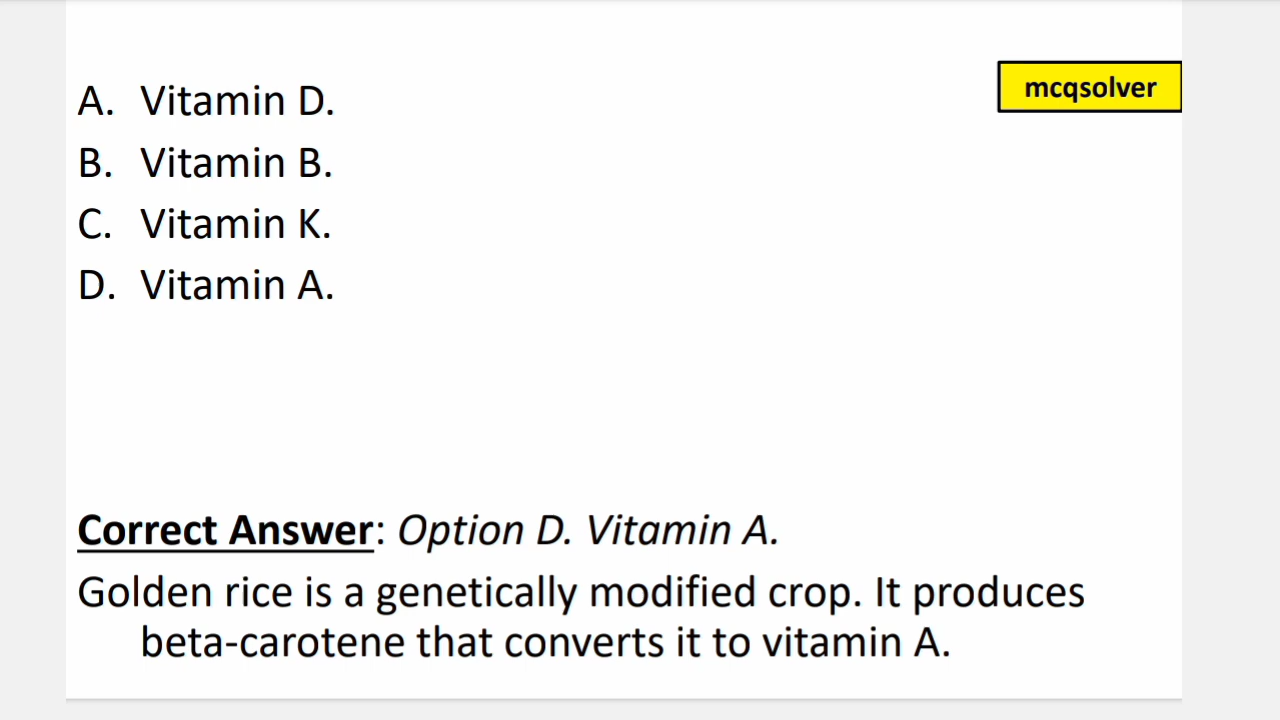 mcqsolver
A. Vitamin D.
B. Vitamin B.
C. Vitamin K.
D. Vitamin A.
Correct Answer: Option D. Vitamin A.
Golden rice is a genetically modified crop. It produces
beta-carotene that converts it to vitamin A.